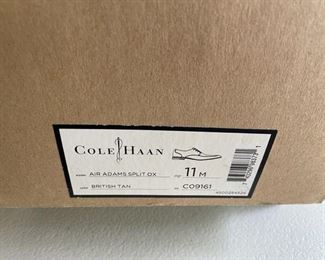 COLE HAAN
AIR ADAMS SPLIT OX
11 M
BRITISH TAN
C09161